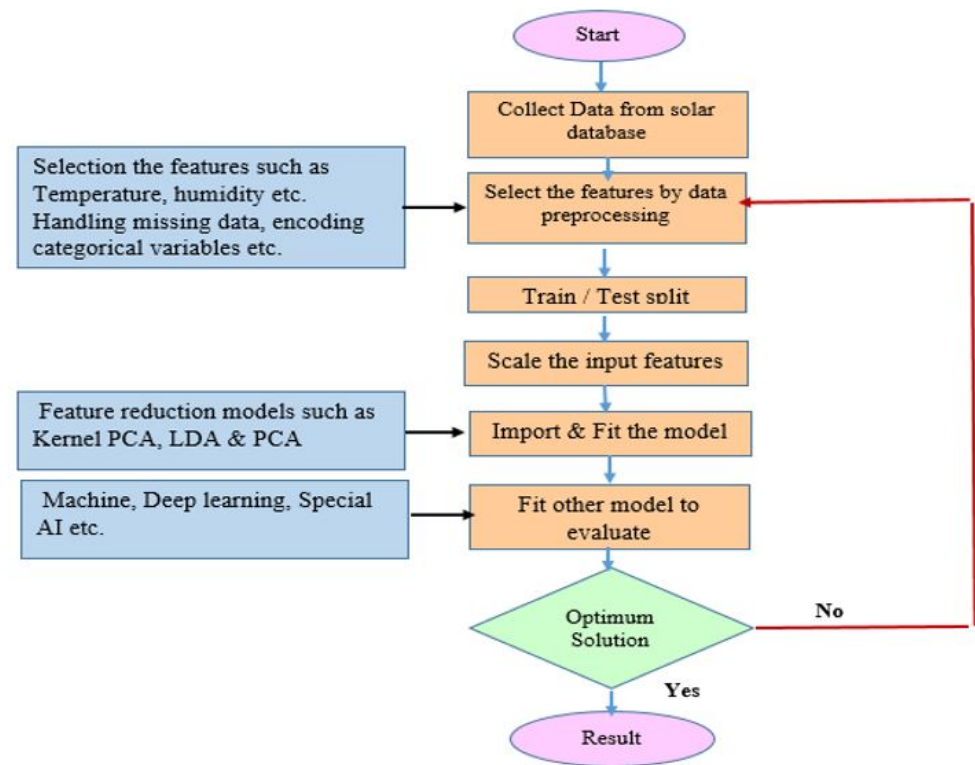 Start
Collect Data from solar
database
Selection the features such as
Temperature, humidity etc.
Handling missing data, encoding
categorical variables etc.
Select the features by data
preprocessing
Train / Test split
Scale the input features
Feature reduction models such as
Kernel PCA, LDA & PCA
Import & Fit the model
Machine, Deep learning, Special
AI etc.
Fit other model to
evaluate
Optimum
Solution
No
Yes
Result